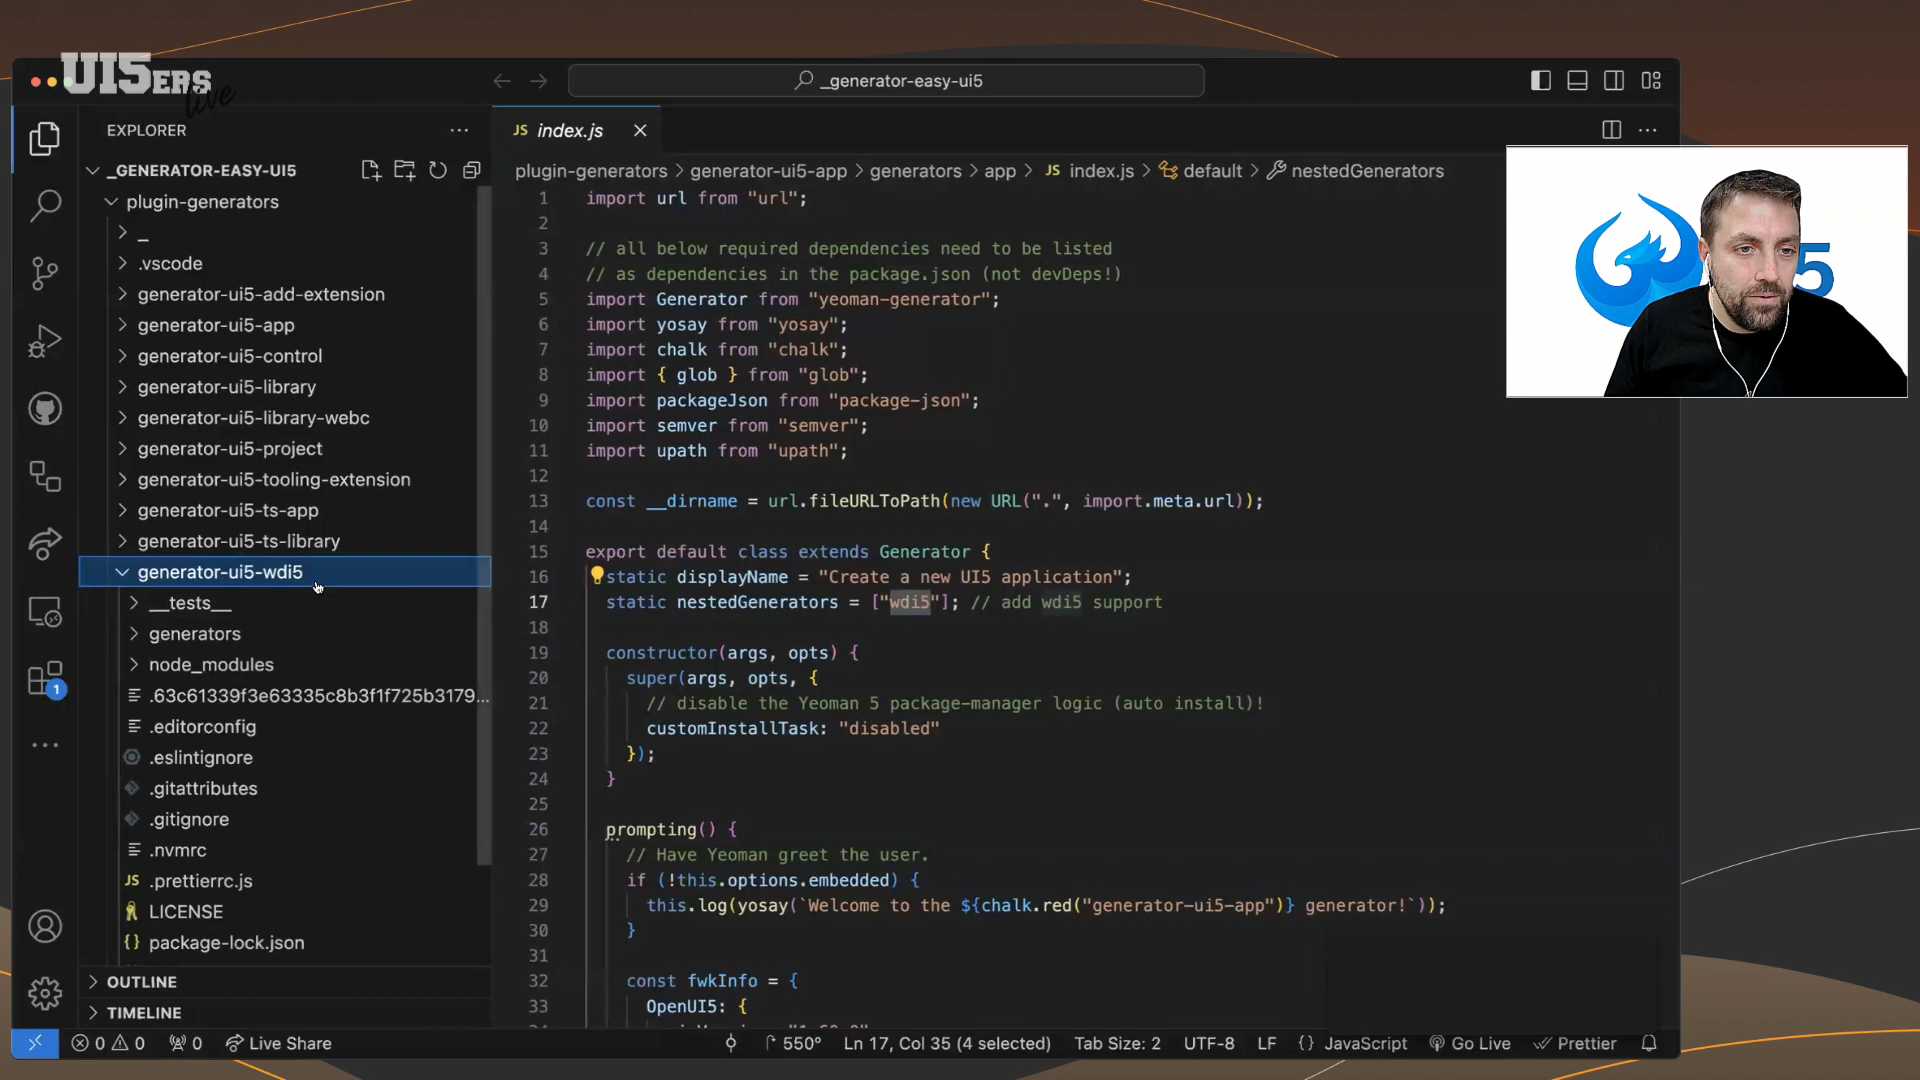 UI5ERS
live
_generator-easy-ui5
EXPLORER
_GENERATOR-EASY-UI5
plugin-generators
_
.vscode
generator-ui5-add-extension
generator-ui5-app
generator-ui5-control
generator-ui5-library
generator-ui5-library-webc
generator-ui5-project
generator-ui5-tooling-extension
generator-ui5-ts-app
generator-ui5-ts-library
generator-ui5-wdi5
__tests__
generators
node_modules
.63c61339f3e63335c8b3f1f725b3179...
.editorconfig
.eslintignore
.gitattributes
.gitignore
.nvmrc
JS .prettierrc.js
LICENSE
{} package-lock.json
OUTLINE
TIMELINE
1
JS index.js
plugin-generators > generator-ui5-app > generators > app > JS index.js > default > nestedGenerators
1 import url from "url";
2
3 // all below required dependencies need to be listed
4 // as dependencies in the package.json (not devDeps!)
5 import Generator from "yeoman-generator";
6 import yosay from "yosay";
7 import chalk from "chalk";
8 import { glob } from "glob";
9 import packageJson from "package-json";
10 import semver from "semver";
11 import upath from "upath";
12
13 const __dirname = url.fileURLToPath(new URL(".", import.meta.url));
14
15 export default class extends Generator {
16 static displayName = "Create a new UI5 application";
17 static nestedGenerators = ["wdi5"]; // add wdi5 support
18
19 constructor(args, opts) {
20 super(args, opts, {
21 // disable the Yeoman 5 package-manager logic (auto install)!
22 customInstallTask: "disabled"
23 });
24 }
25
26 prompting() {
27 // Have Yeoman greet the user.
28 if (!this.options.embedded) {
29 this.log(yosay(`Welcome to the ${chalk.red("generator-ui5-app")} generator!`));
30 }
31
32 const fwkInfo = {
33 OpenUI5: {
5
0 0 0 Live Share 550° Ln 17, Col 35 (4 selected) Tab Size: 2 UTF-8 LF {} JavaScript Go Live Prettier